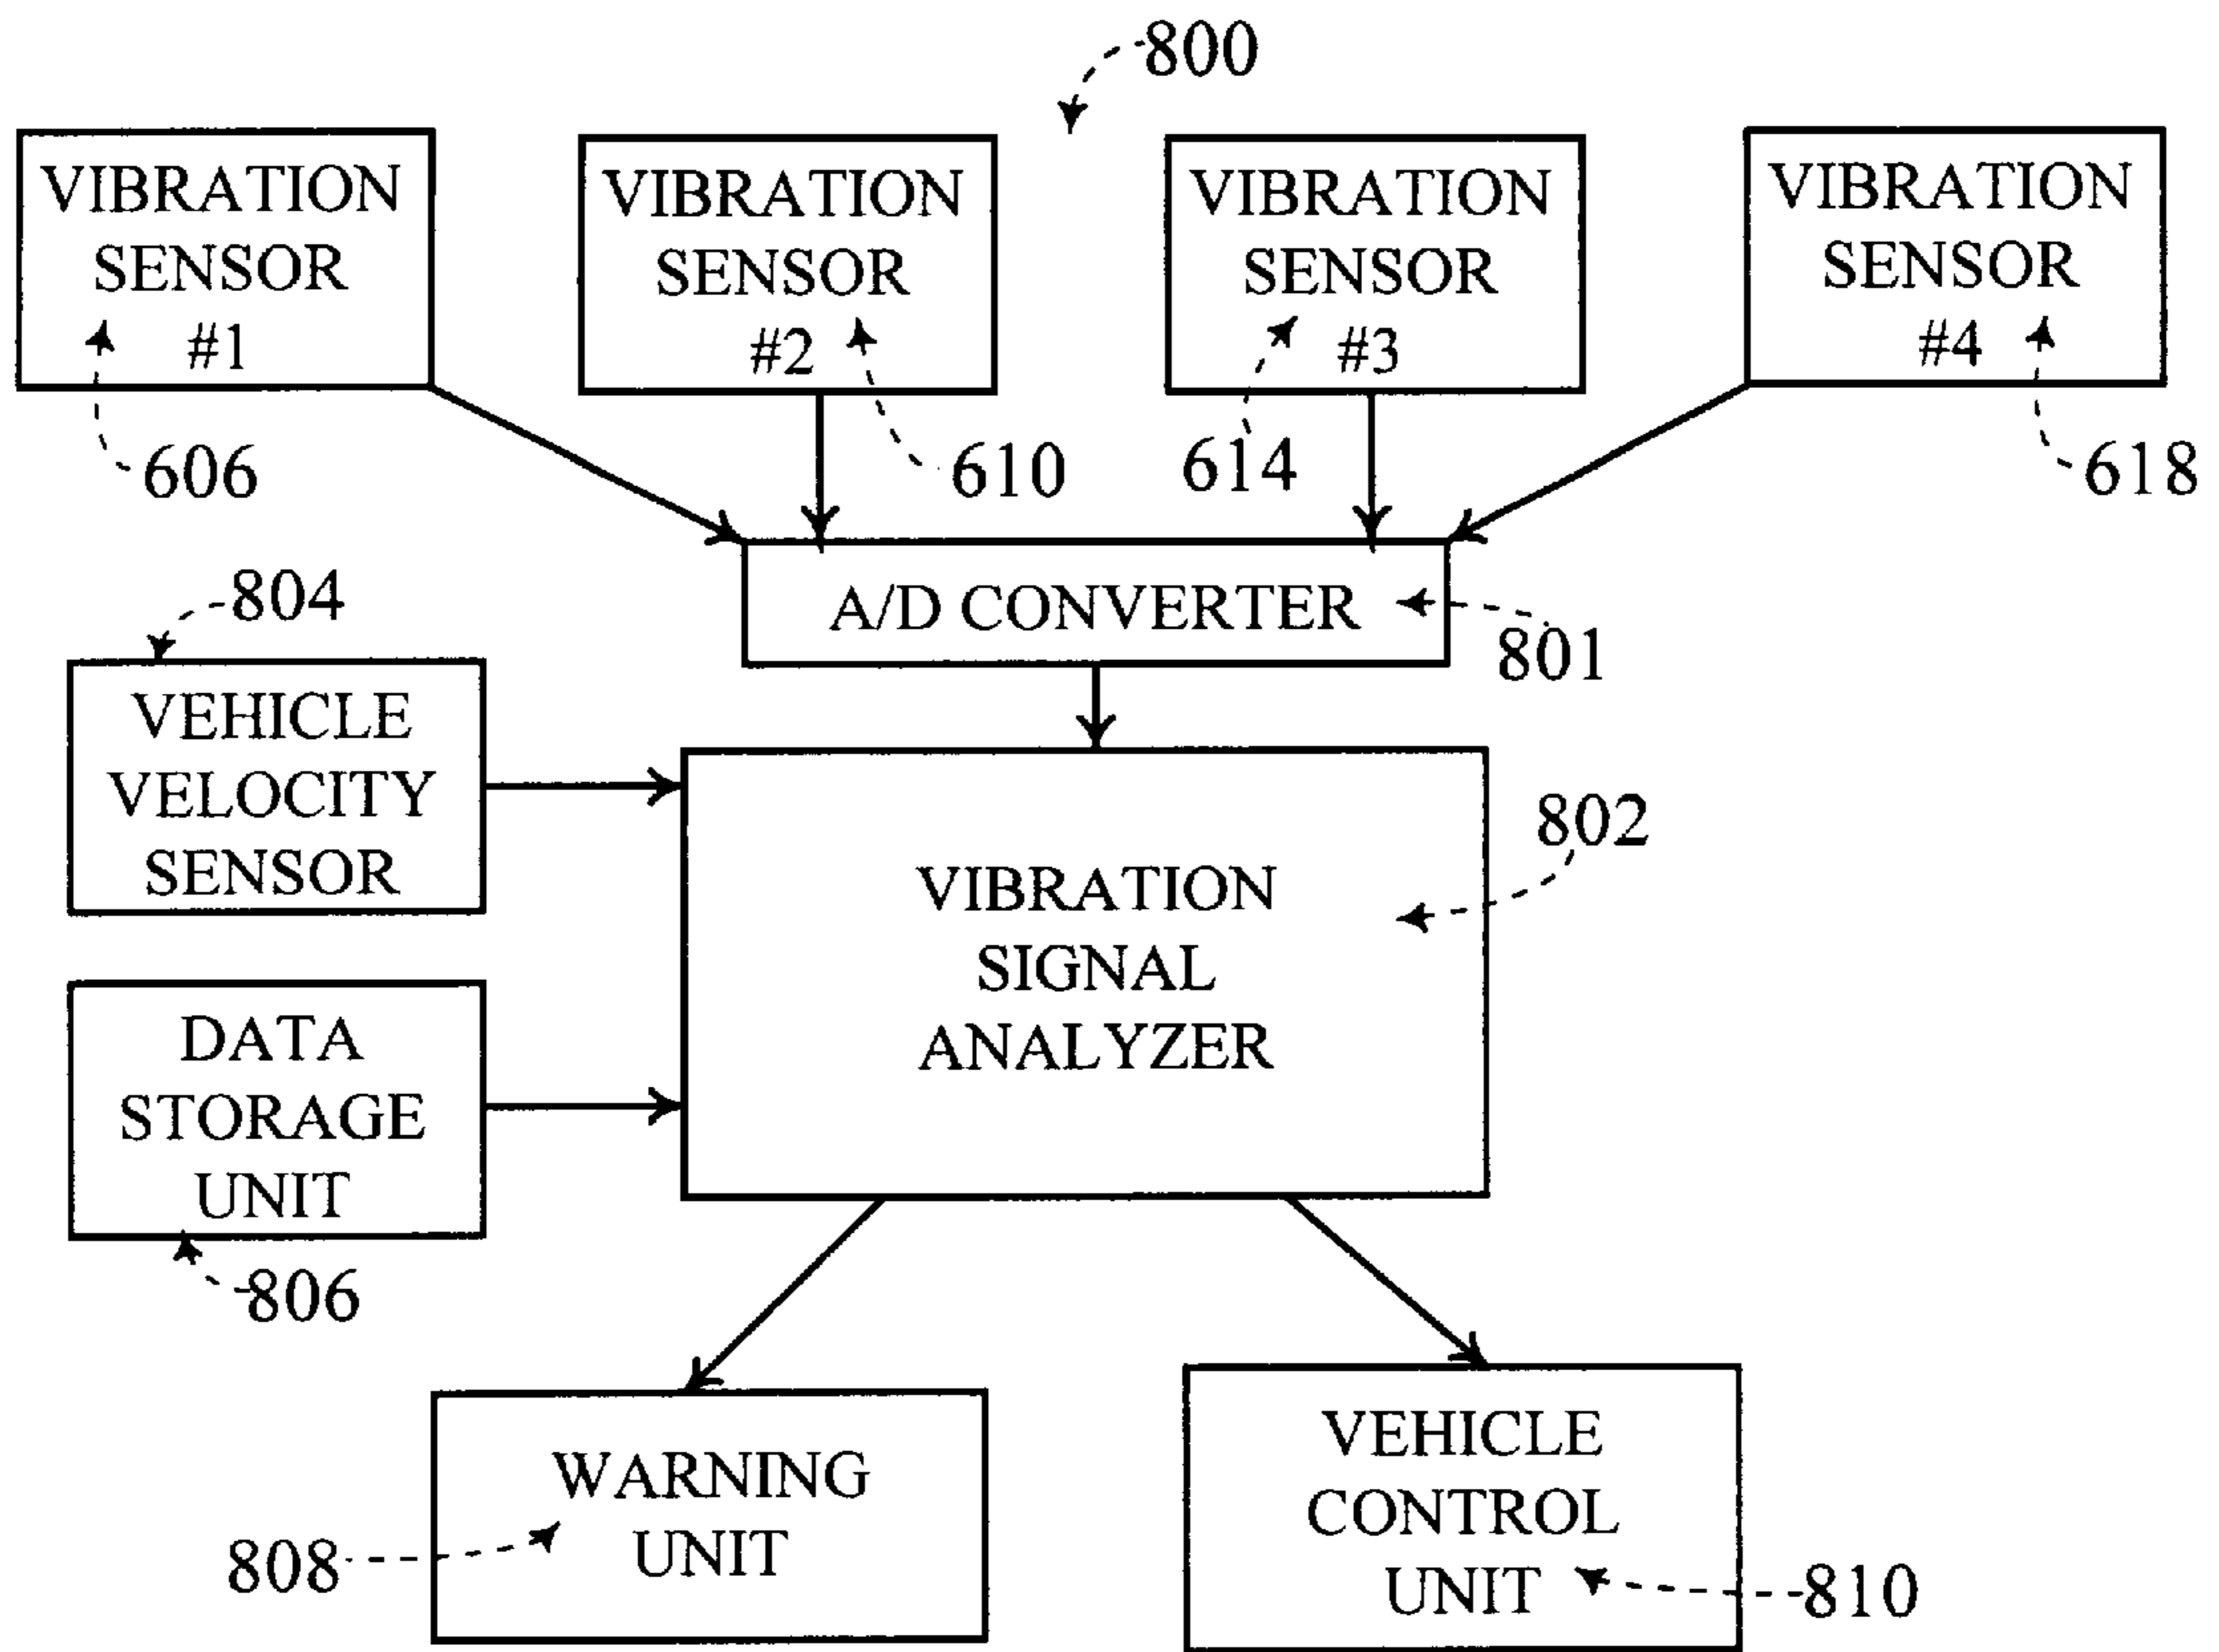 800
VIBRATION
SENSOR
#1
VIBRATION
SENSOR
#2
VIBRATION
SENSOR
#3
VIBRATION
SENSOR
#4
606
610
614
618
A/D CONVERTER
801
804
VEHICLE
VELOCITY
SENSOR
802
VIBRATION
SIGNAL
ANALYZER
DATA
STORAGE
UNIT
806
WARNING
UNIT
808
VEHICLE
CONTROL
UNIT
810